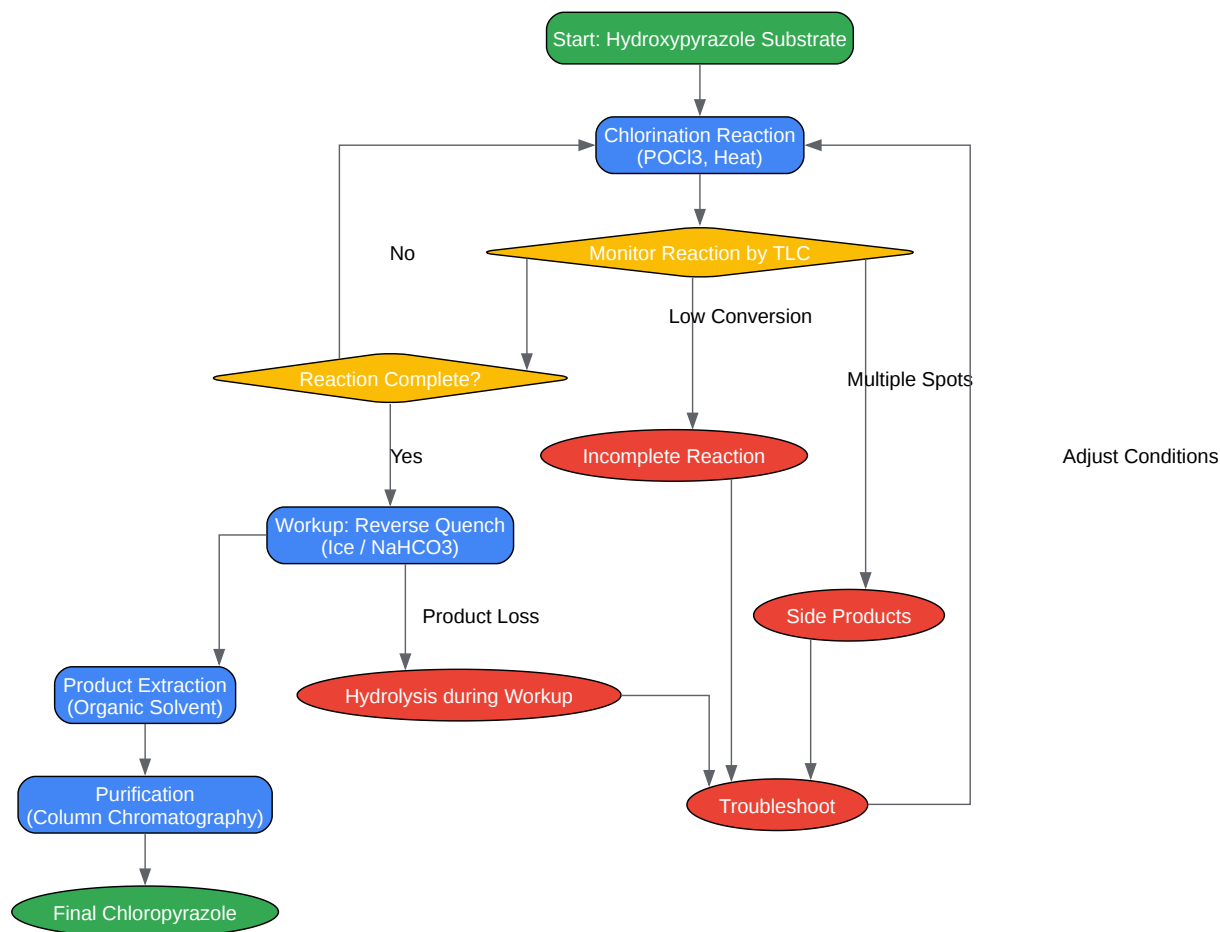 Start: Hydroxypyrazole Substrate
Chlorination Reaction
(POCl3, Heat)
No
Monitor Reaction by TLC
Low Conversion
Reaction Complete?
Multiple Spots
Yes
Incomplete Reaction
Adjust Conditions
Workup: Reverse Quench
(Ice / NaHCO3)
Product Loss
Side Products
Product Extraction
(Organic Solvent)
Hydrolysis during Workup
Purification
(Column Chromatography)
Troubleshoot
Final Chloropyrazole